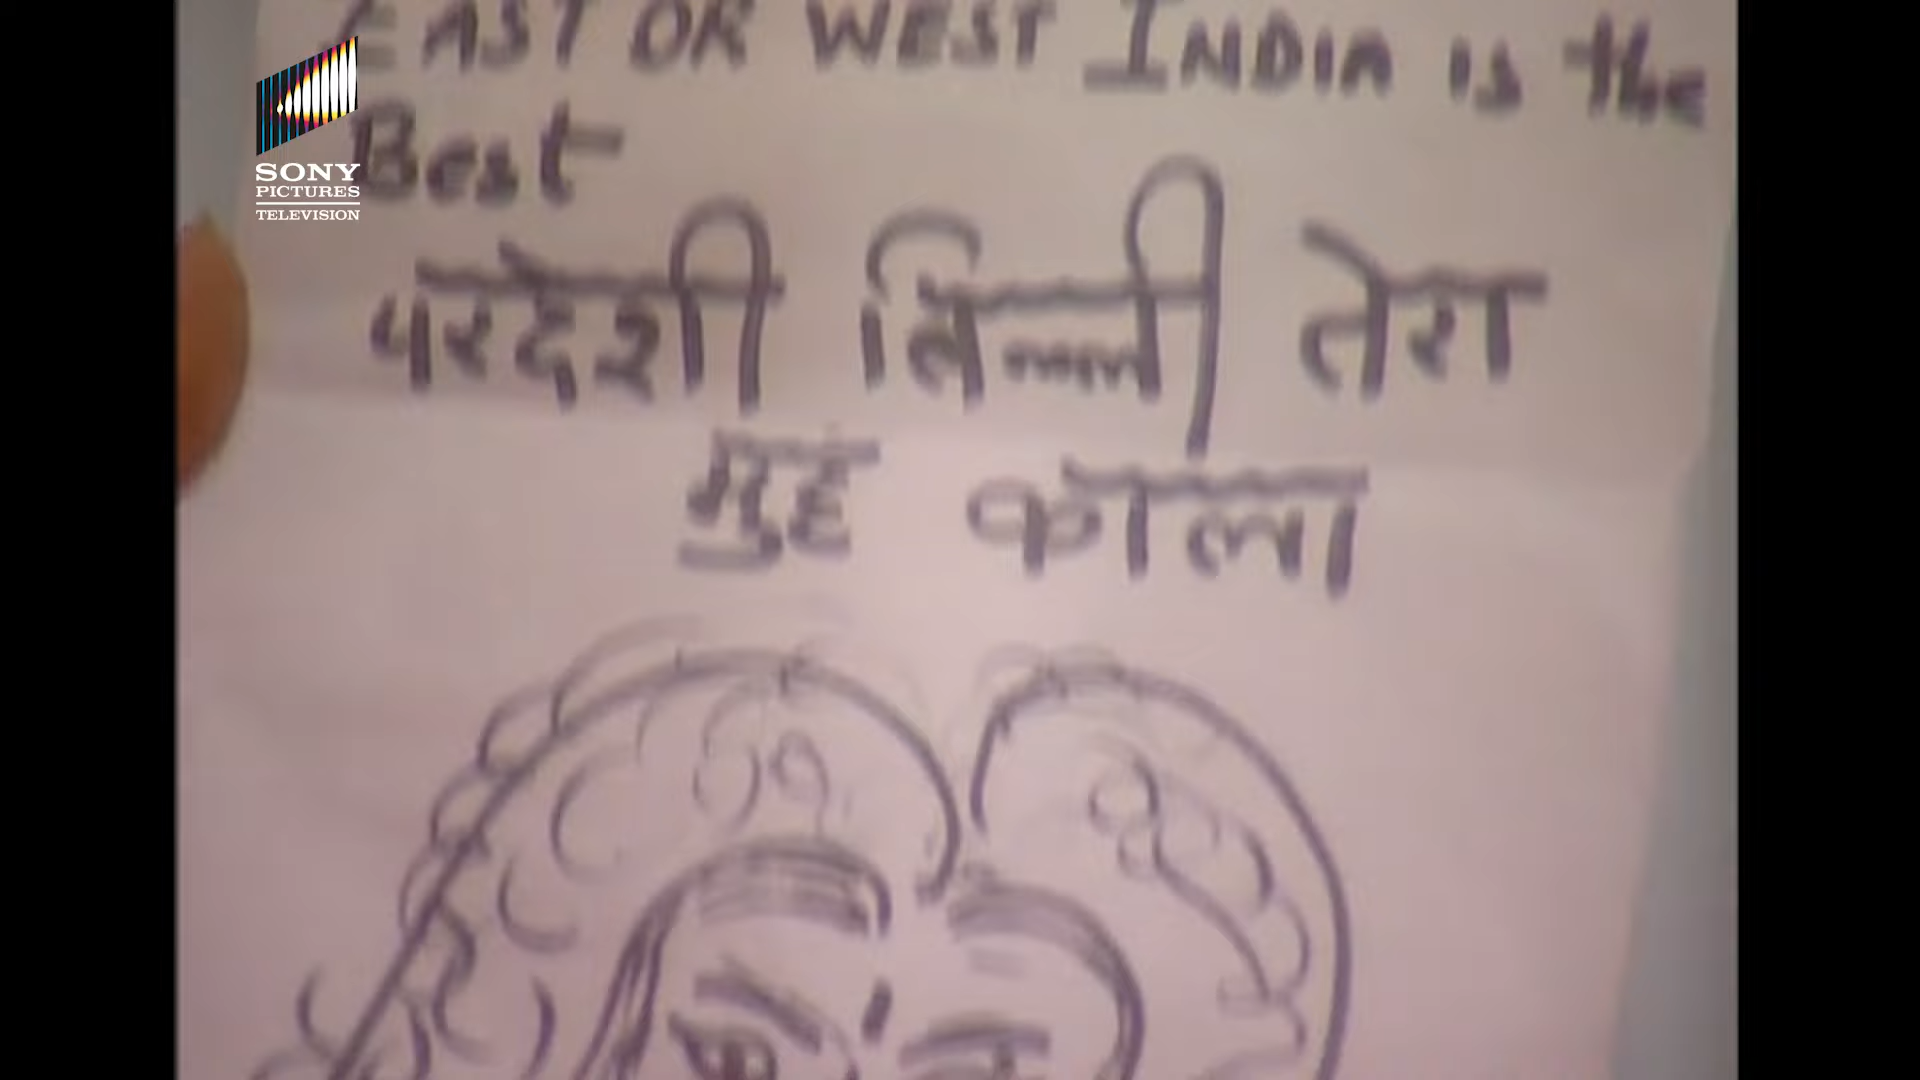 EAST OR WEST INDIA is the
Best
SONY
PICTURES
TELEVISION
परदेशी बिल्ली तेरा
मुह काला